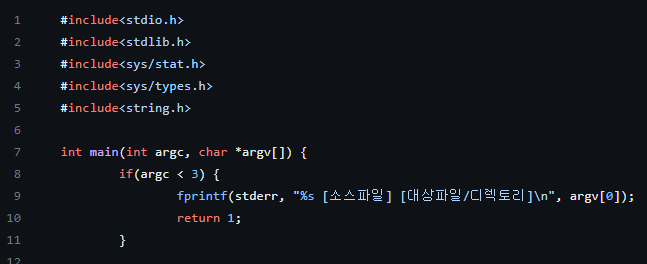 1 #include<stdio.h>
2 #include<stdlib.h>
3 #include<sys/stat.h>
4 #include<sys/types.h>
5 #include<string.h>
6
7 int main(int argc, char *argv[]) {
8 if(argc < 3) {
9 fprintf(stderr, "%s [소스파일] [대상파일/디렉토리]\n", argv[0]);
10 return 1;
11 }
12